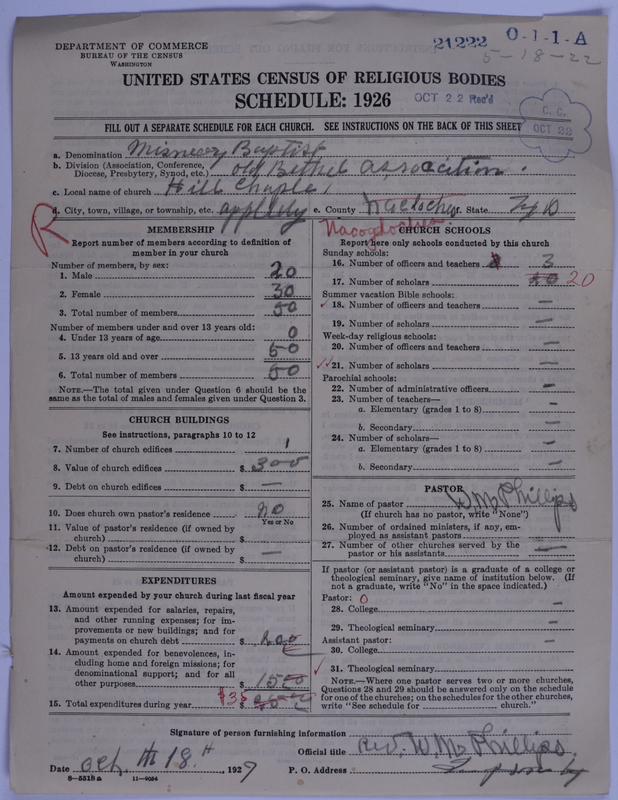 DEPARTMENT OF COMMERCE
BUREAU OF THE CENSUS
WASHINGTON
21222 O-1-1-A
5-18-22
UNITED STATES CENSUS OF RELIGIOUS BODIES
SCHEDULE: 1926
OCT 22 Rec'd
C. C.
OCT 22
FILL OUT A SEPARATE SCHEDULE FOR EACH CHURCH. SEE INSTRUCTIONS ON THE BACK OF THIS SHEET
a. Denomination Baptist
b. Division (Association, Conference, Diocese, Presbytery, Synod, etc.) old Bethel association
c. Local name of church Hill
d. City, town, village, or township, etc. e. County f. State
R
Nacogdoches
MEMBERSHIP
Report number of members according to definition of
member in your church
Number of members, by sex:
1. Male 20
2. Female 30
3. Total number of members 50
Number of members under and over 13 years old:
4. Under 13 years of age 0
5. 13 years old and over 50
6. Total number of members 50
NOTE.—The total given under Question 6 should be the
same as the total of males and females given under Question 3.
CHURCH BUILDINGS
See instructions, paragraphs 10 to 12
7. Number of church edifices 1
8. Value of church edifices $ 300
9. Debt on church edifices $ —
10. Does church own pastor's residence no
Yes or No
11. Value of pastor's residence (if owned by
church) $
12. Debt on pastor's residence (if owned by
church) $ —
EXPENDITURES
Amount expended by your church during last fiscal year
13. Amount expended for salaries, repairs,
and other running expenses; for im-
provements or new buildings; and for
payments on church debt $
14. Amount expended for benevolences, in-
cluding home and foreign missions; for
denominational support; and for all
other purposes $
15. Total expenditures during year $
CHURCH SCHOOLS
Report here only schools conducted by this church
Sunday schools:
16. Number of officers and teachers 3
17. Number of scholars 20
Summer vacation Bible schools:
18. Number of officers and teachers —
19. Number of scholars —
Week-day religious schools:
20. Number of officers and teachers —
21. Number of scholars —
Parochial schools:
22. Number of administrative officers —
23. Number of teachers—
a. Elementary (grades 1 to 8) —
b. Secondary —
24. Number of scholars—
a. Elementary (grades 1 to 8) —
b. Secondary —
PASTOR
25. Name of pastor Wm Phillips
(If church has no pastor, write "None")
26. Number of ordained ministers, if any, em-
ployed as assistant pastors
27. Number of other churches served by the
pastor or his assistants —
If pastor (or assistant pastor) is a graduate of a college or
theological seminary, give name of institution below. (If
not a graduate, write "No" in the space indicated.)
Pastor: 0
28. College —
29. Theological seminary —
Assistant pastor:
30. College —
31. Theological seminary —
NOTE.—Where one pastor serves two or more churches,
Questions 28 and 29 should be answered only on the schedule
for one of the churches; on the schedules for the other churches,
write "See schedule for church."
Signature of person furnishing information
Official title Rev. Wm Phillips
Date Oct 18 1927 P. O. Address
8-5518a 11-9054